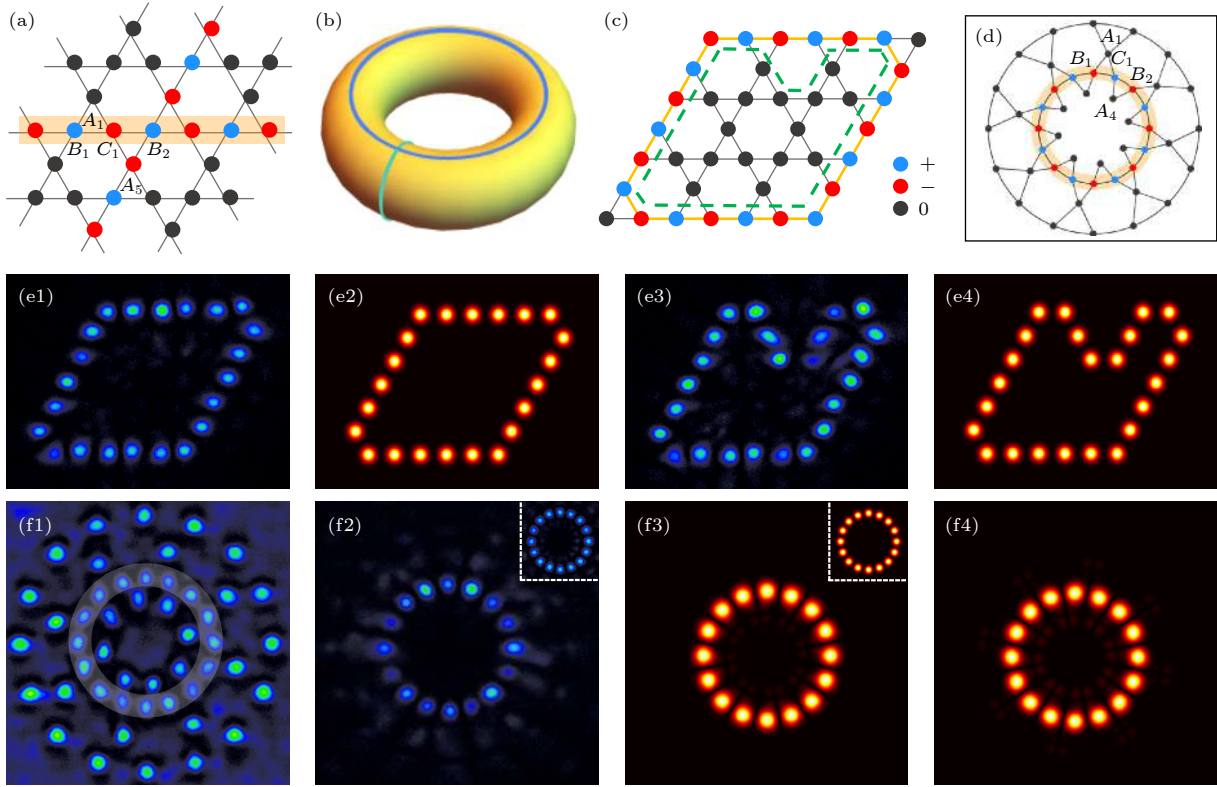 (a)
A₁
B₁
C₁
B₂
A₅
(b)
(c)
+
−
0
(d)
A₁
B₁
C₁
B₂
A₄
(e1)
(e2)
(e3)
(e4)
(f1)
(f2)
(f3)
(f4)